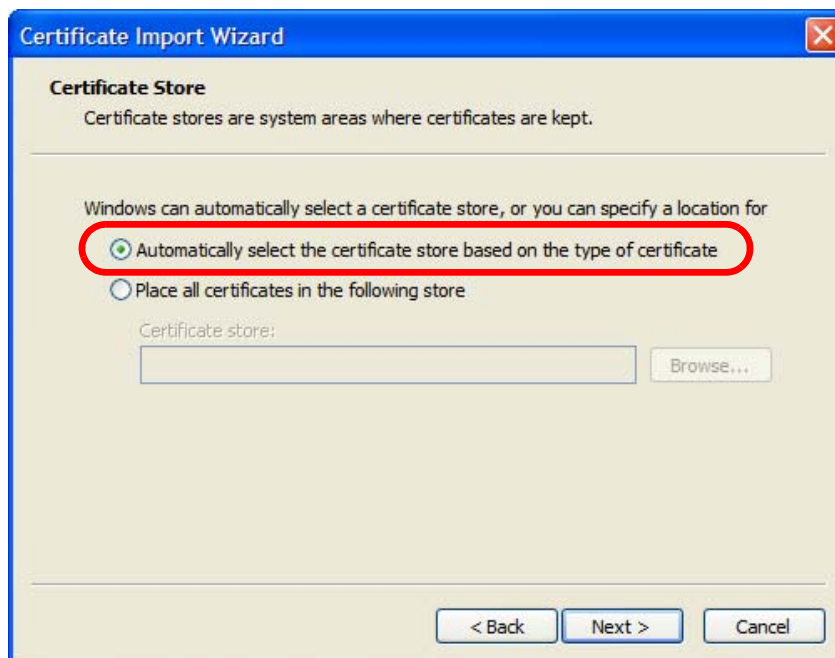 Certificate Import Wizard
Certificate Store
Certificate stores are system areas where certificates are kept.
Windows can automatically select a certificate store, or you can specify a location for
Automatically select the certificate store based on the type of certificate
Place all certificates in the following store
Certificate store:
Browse...
< Back Next > Cancel